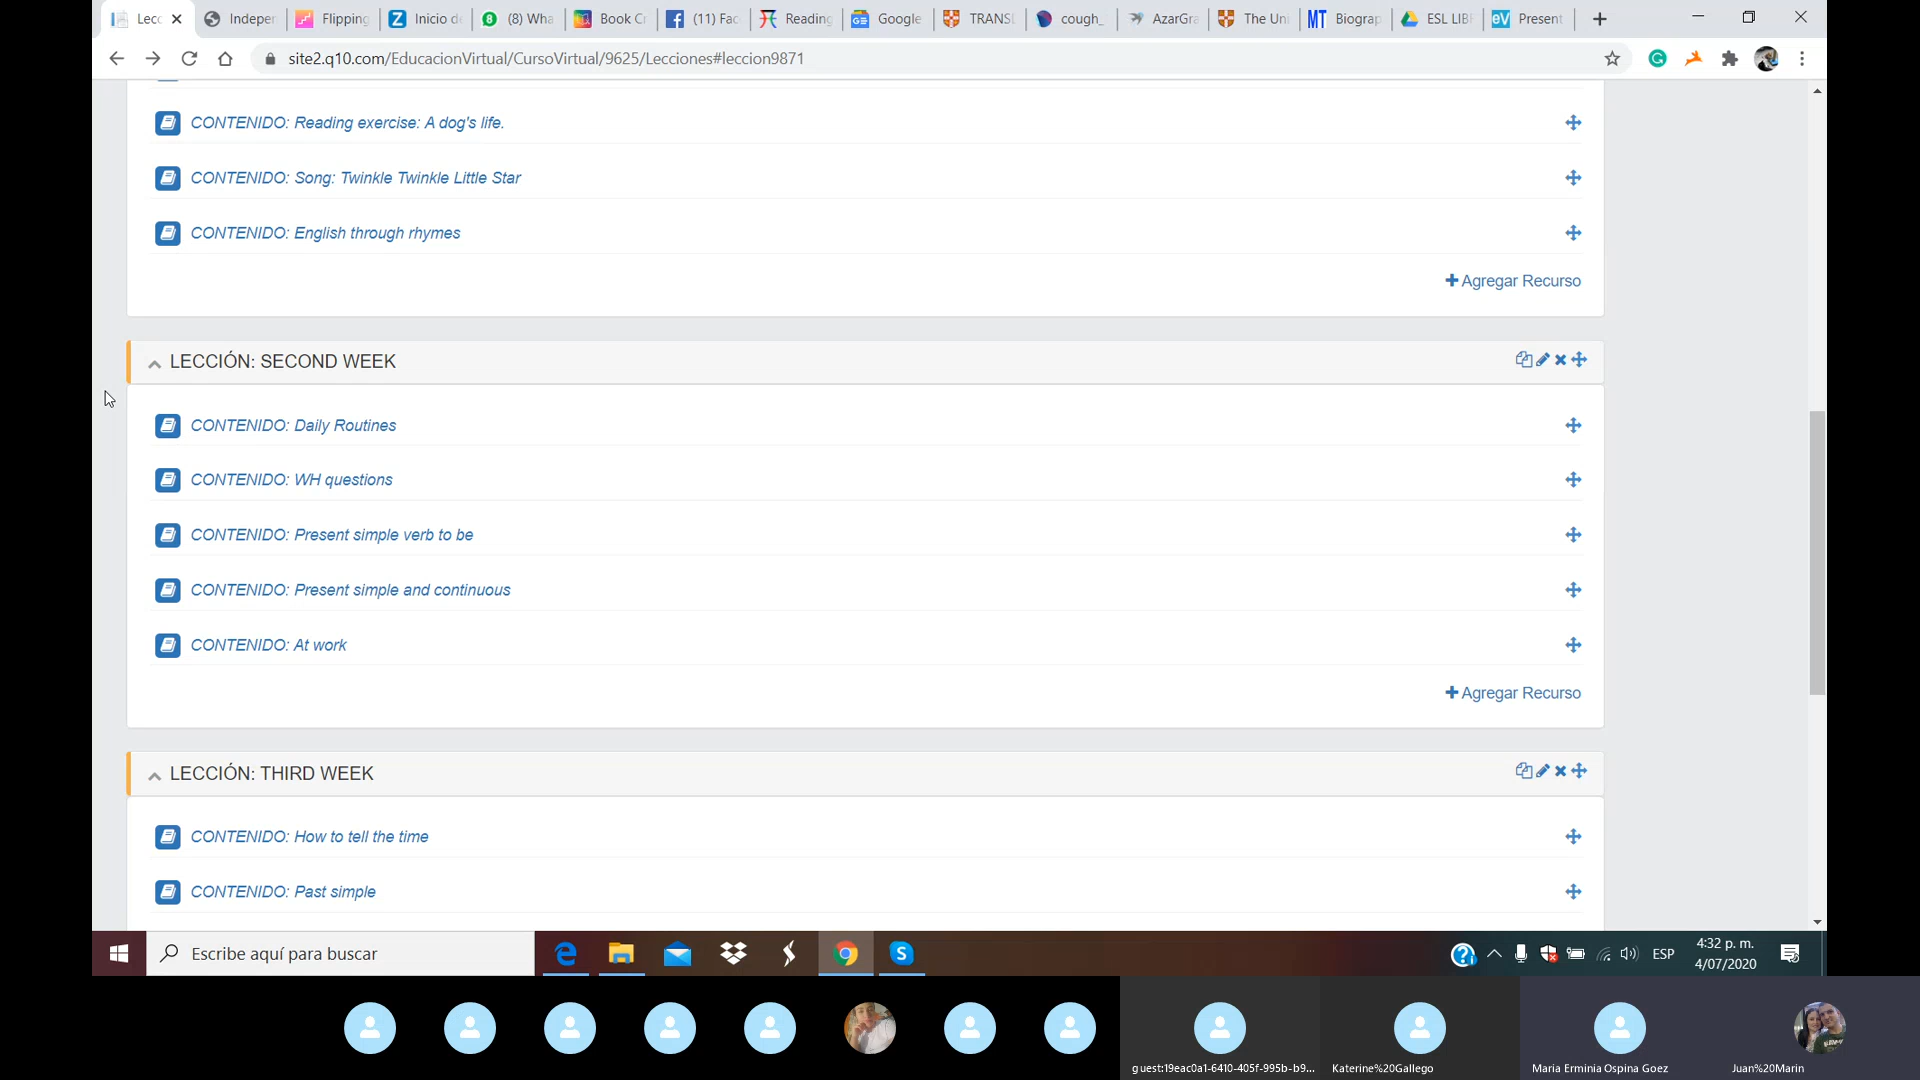 Lecc
Indepen
Flipping
Inicio de
(8) Wha
Book Cr
(11) Fac
Reading
Google
TRANSL
cough_
AzarGra
The Uni
Biograp
ESL LIBR
Present
site2.q10.com/EducacionVirtual/CursoVirtual/9625/Lecciones#leccion9871
CONTENIDO: Reading exercise: A dog's life.
CONTENIDO: Song: Twinkle Twinkle Little Star
CONTENIDO: English through rhymes
Agregar Recurso
LECCIÓN: SECOND WEEK
CONTENIDO: Daily Routines
CONTENIDO: WH questions
CONTENIDO: Present simple verb to be
CONTENIDO: Present simple and continuous
CONTENIDO: At work
Agregar Recurso
LECCIÓN: THIRD WEEK
CONTENIDO: How to tell the time
CONTENIDO: Past simple
Escribe aquí para buscar
ESP
4:32 p. m.
4/07/2020
guest:19eac0a1-6410-405f-995b-b9...
Katerine%20Gallego
Maria Erminia Ospina Goez
Juan%20Marin